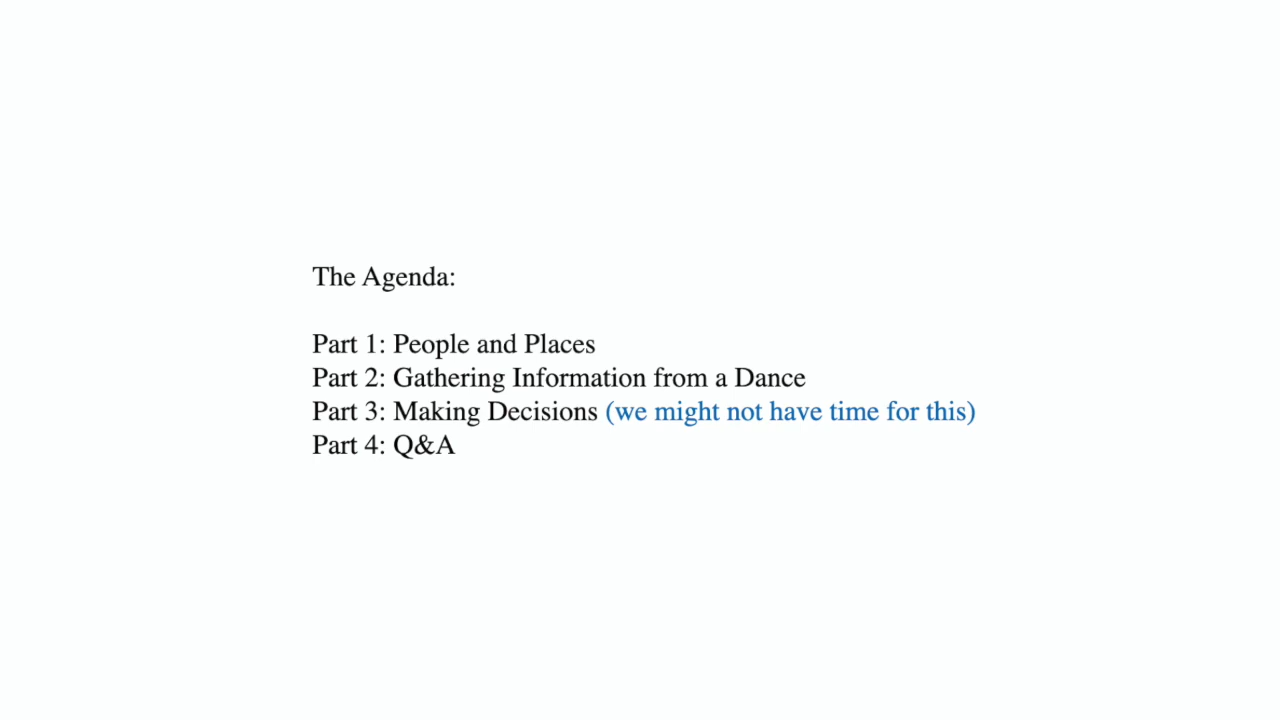 The Agenda:
Part 1: People and Places
Part 2: Gathering Information from a Dance
Part 3: Making Decisions (we might not have time for this)
Part 4: Q&A